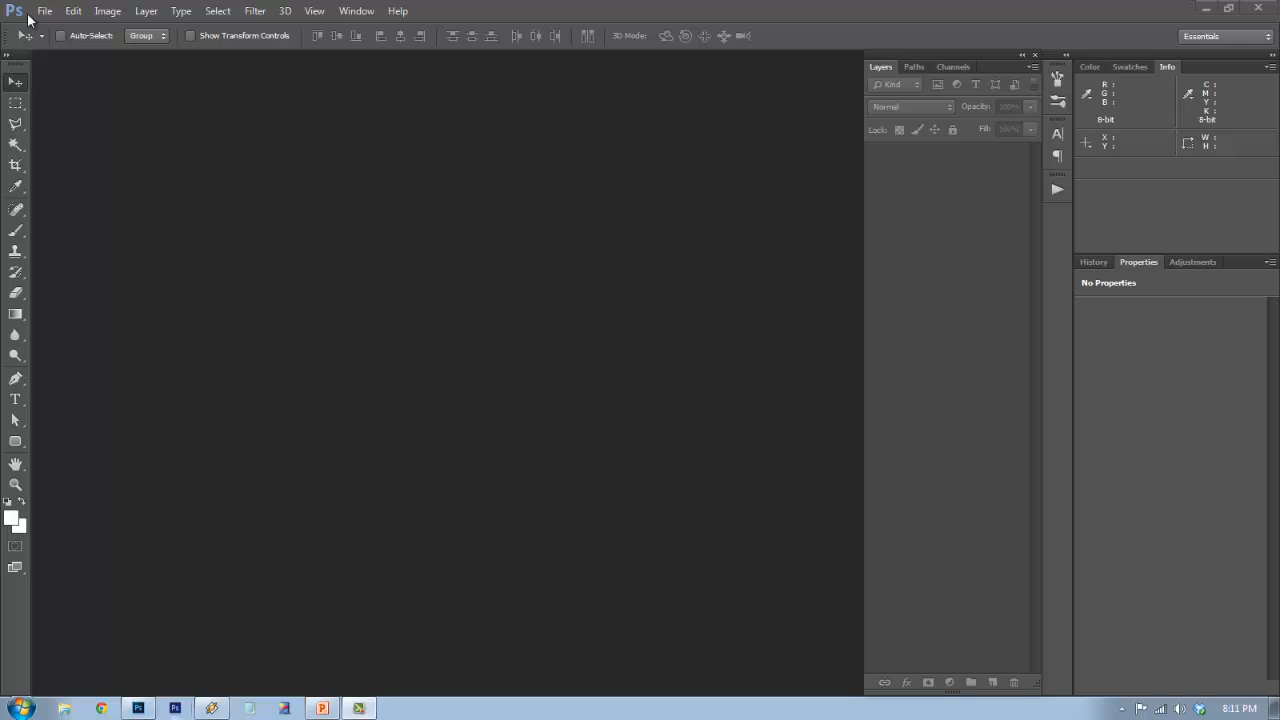 Ps File Edit Image Layer Type Select Filter 3D View Window Help
Auto-Select: Group Show Transform Controls 3D Mode: Essentials
Layers Paths Channels
Color Swatches Info
Kind
R :
G :
B :
8-bit
C :
M :
Y :
K :
8-bit
Normal Opacity: 100%
Lock: Fill: 100%
X :
Y :
W :
H :
History Properties Adjustments
No Properties
8:11 PM